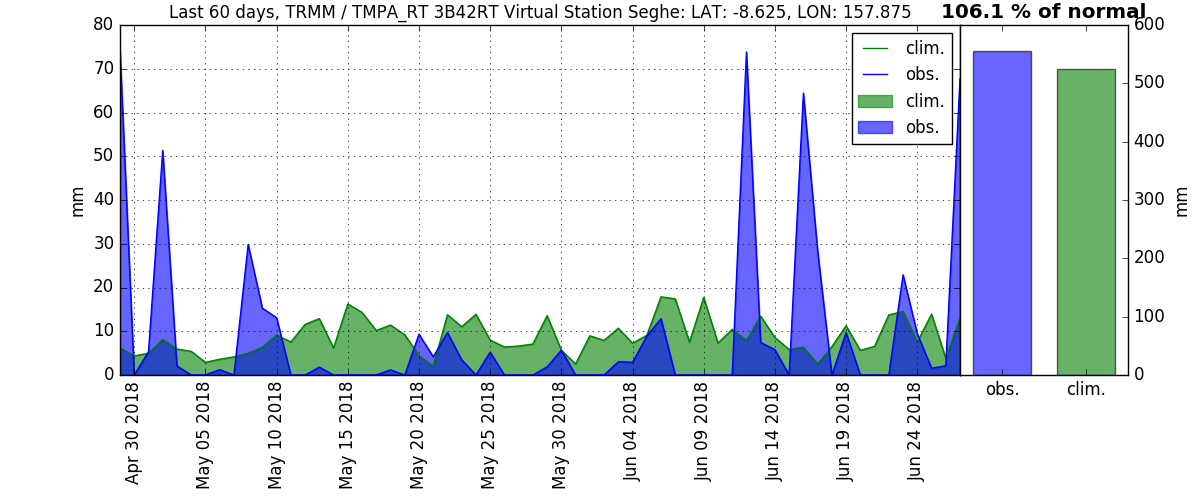 Last 60 days, TRMM / TMPA_RT 3B42RT Virtual Station Seghe: LAT: -8.625, LON: 157.875
106.1 % of normal
80
70
60
50
40
30
20
10
0
mm
clim.
obs.
clim.
obs.
Apr 30 2018
May 05 2018
May 10 2018
May 15 2018
May 20 2018
May 25 2018
May 30 2018
Jun 04 2018
Jun 09 2018
Jun 14 2018
Jun 19 2018
Jun 24 2018
600
500
400
300
200
100
0
mm
obs.
clim.